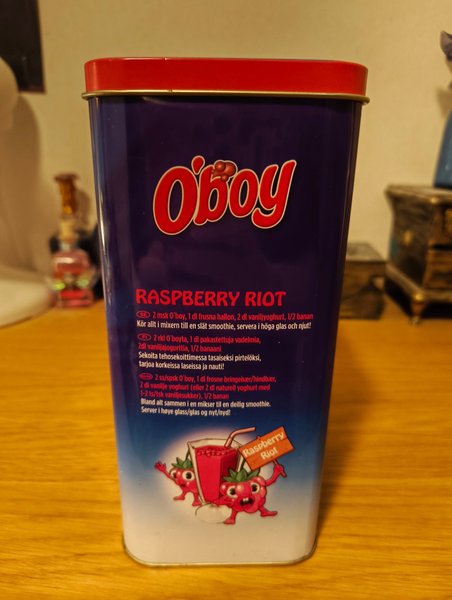 O'boy
RASPBERRY RIOT
SE 2 msk O'boy, 1 dl frusna hallon, 2 dl vaniljyoghurt, 1/2 banan
Kör allt i mixern till en slät smoothie, servera i höga glas och njut!
FI 2 rkl O'boyta, 1 dl pakastettuja vadelmia,
2dl vaniljajogurttia, 1/2 banaani
Sekoita tehosekoittimessa tasaiseksi pirtelöksi,
tarjoa korkeissa laseissa ja nauti!
2 ss/spsk O'boy, 1 dl frosne bringebær/hindbær,
2 dl vanilje yoghurt (eller 2 dl naturell yoghurt med
1-2 ts/tsk vaniljesukker), 1/2 banan
Bland alt sammen i en mikser til en deilig smoothie.
Server i høye glass/glas og nyt/nyd!
Raspberry
Riot